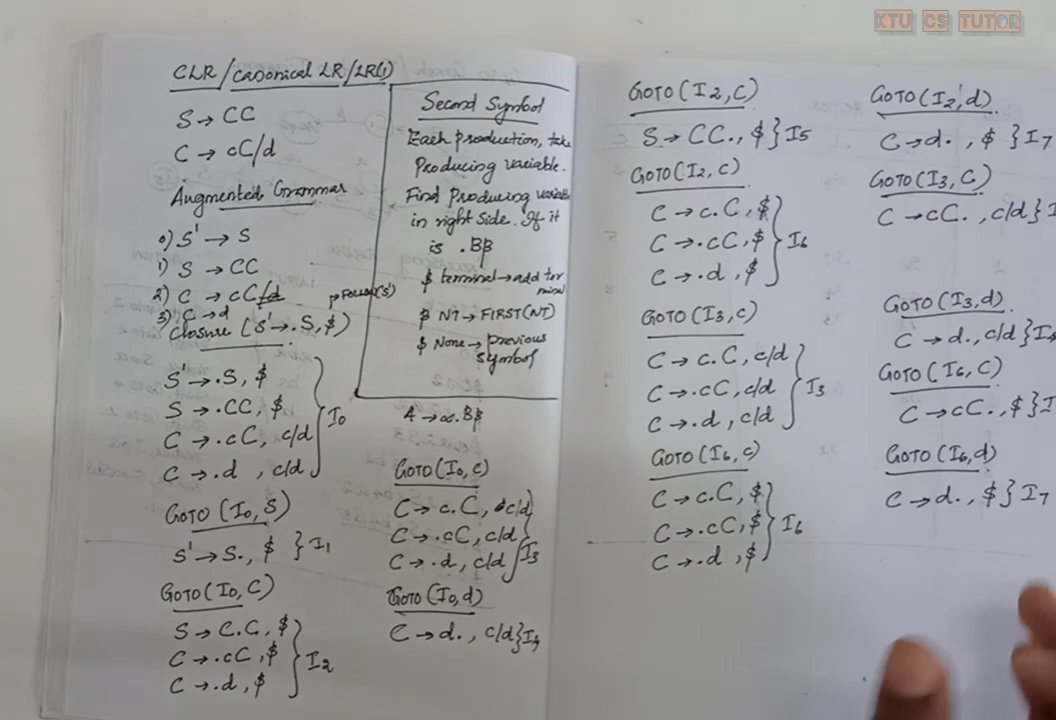 KTU CS TUTOR
CLR/canonical LR/LR(1)
S → CC
C → cC/d
Augmented Grammar
0) S' → S
1) S → CC
2) C → cC
3) C → d
Closure (S' → .S, $)
S' → .S, $
S → .CC, $
C → .cC, c/d
C → .d , c/d
I0
GOTO (I0, S)
S' → S., $ } I1
GOTO (I0, C)
S → C.C, $
C → .cC, $
C → .d, $
I2
Second Symbol
Each production, take
Producing variable.
Find Producing variable
in right side. If it
is .Bβ
β terminal → add ter
minal
β NT → FIRST(NT)
β None → Previous
symbol
A → α.Bβ
GOTO (I0, c)
C → c.C, c/d
C → .cC, c/d
C → .d, c/d
I3
GOTO (I0, d)
C → d., c/d } I4
GOTO (I2, C)
S → CC., $ } I5
GOTO (I2, c)
C → c.C, $
C → .cC, $
C → .d, $
I6
GOTO (I3, c)
C → c.C, c/d
C → .cC, c/d
C → .d, c/d
I3
GOTO (I6, c)
C → c.C, $
C → .cC, $
C → .d, $
I6
GOTO (I2, d)
C → d., $ } I7
GOTO (I3, C)
C → cC., c/d } I
GOTO (I3, d)
C → d., c/d } I4
GOTO (I6, C)
C → cC., $ } I
GOTO (I6, d)
C → d., $ } I7